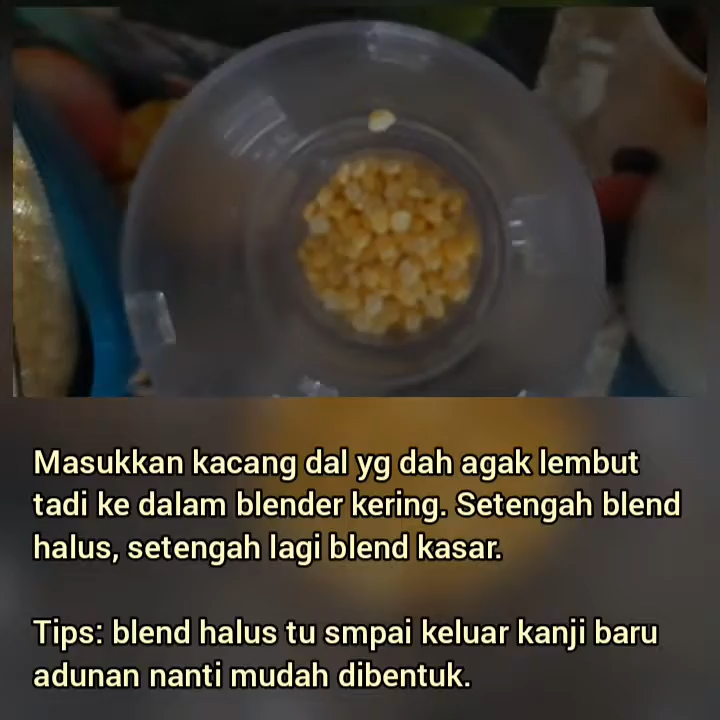 Masukkan kacang dal yg dah agak lembut
tadi ke dalam blender kering. Setengah blend
halus, setengah lagi blend kasar.
Tips: blend halus tu smpai keluar kanji baru
adunan nanti mudah dibentuk.